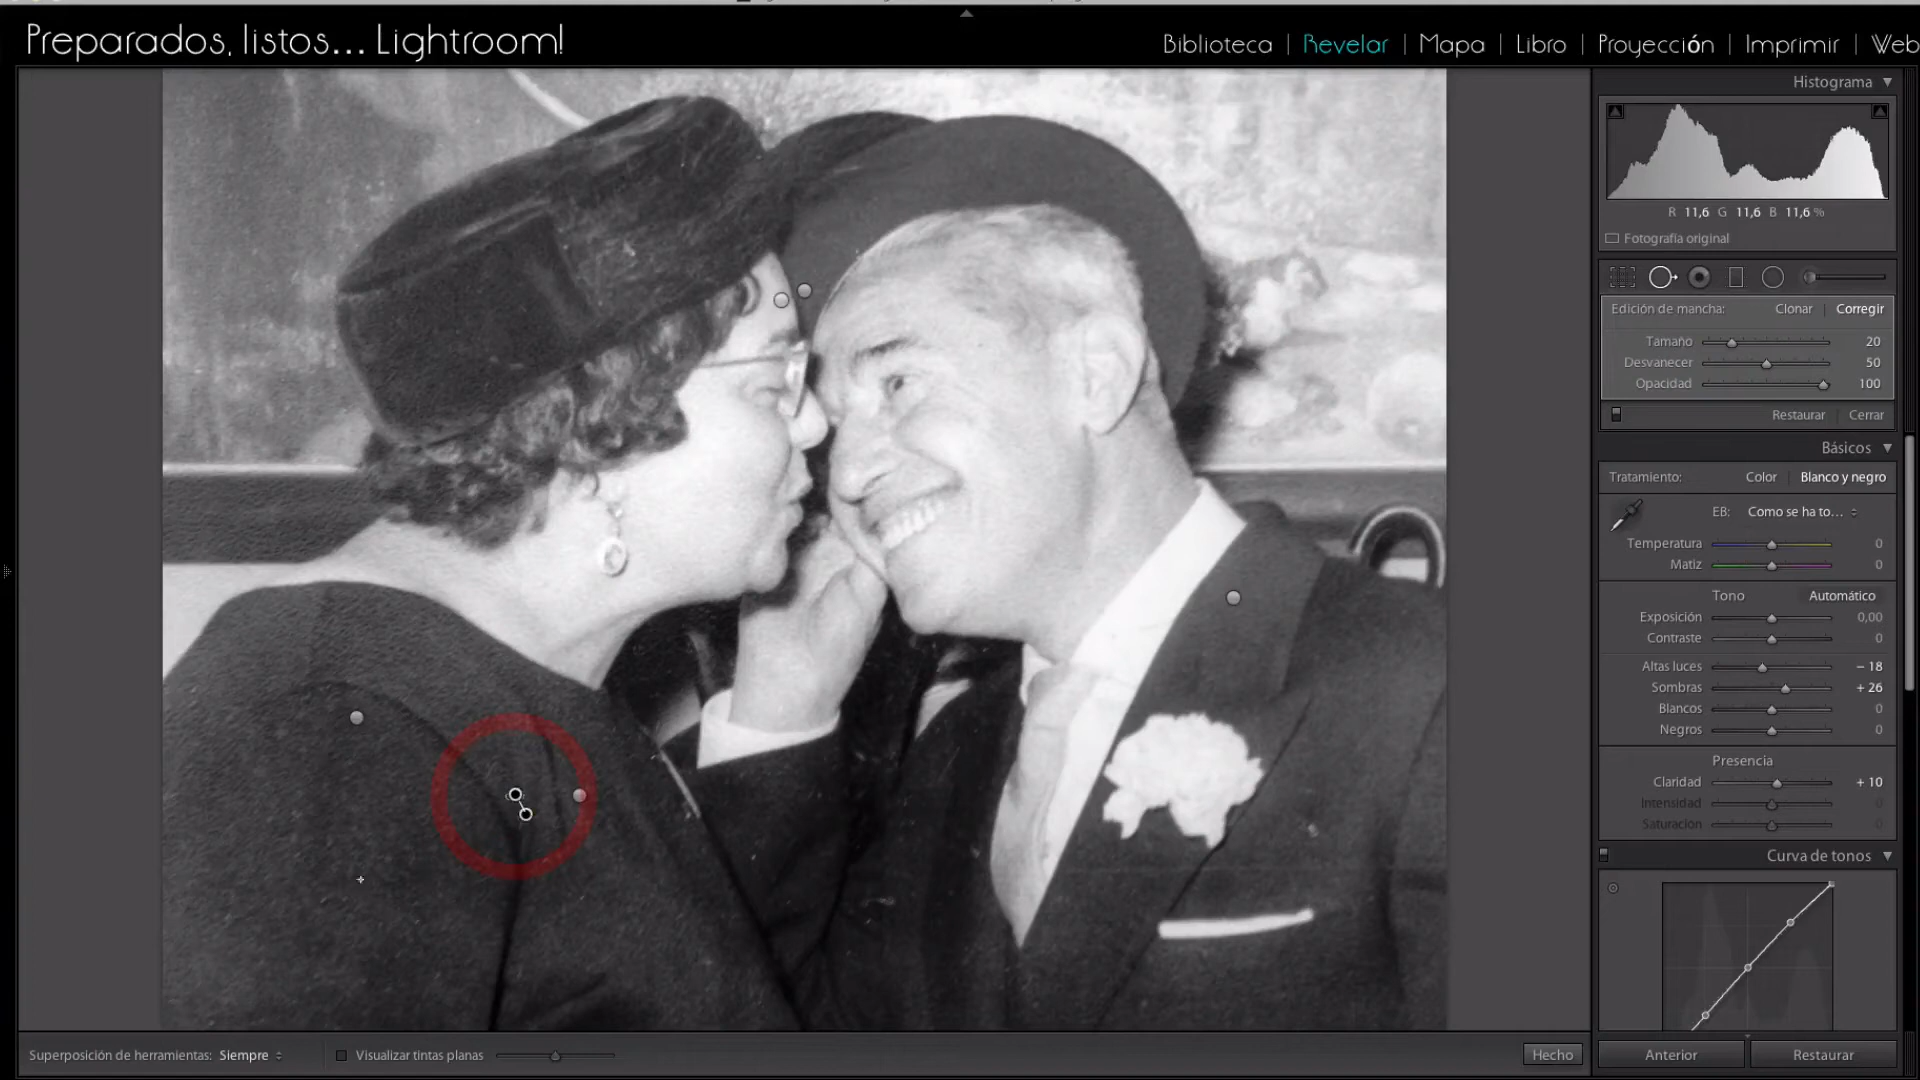 Preparados, listos... Lightroom!
Biblioteca | Revelar | Mapa | Libro | Proyección | Imprimir | Web
Histograma
R 11,6 G 11,6 B 11,6 %
Fotografía original
Edición de mancha: Clonar | Corregir
Tamaño 20
Desvanecer 50
Opacidad 100
Restaurar | Cerrar
Básicos
Tratamiento: Color | Blanco y negro
EB: Como se ha to...
Temperatura 0
Matiz 0
Tono Automático
Exposición 0,00
Contraste 0
Altas luces – 18
Sombras + 26
Blancos 0
Negros 0
Presencia
Claridad + 10
Intensidad 0
Saturación 0
Curva de tonos
Superposición de herramientas: Siempre
Visualizar tintas planas
Hecho
Anterior
Restaurar